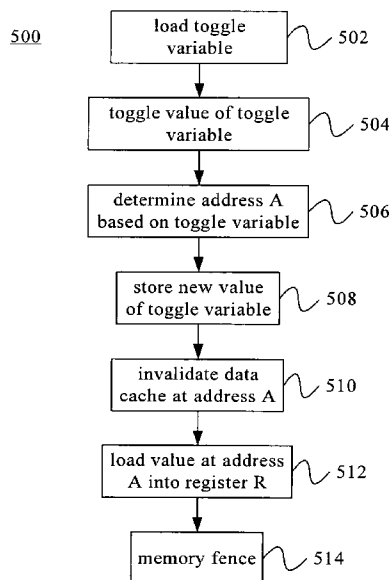 500
load toggle
variable
502
toggle value of toggle
variable
504
determine address A
based on toggle variable
506
store new value
of toggle variable
508
invalidate data
cache at address A
510
load value at address
A into register R
512
memory fence
514